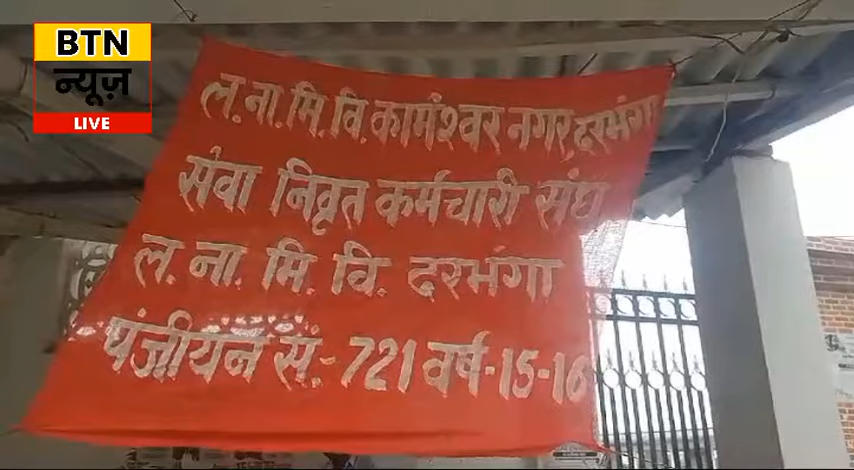 BTN
न्यूज़
LIVE
ल.ना.मि.वि.कामेश्वर नगर,दरभंगा
सेवा निवृत कर्मचारी संघ
ल. ना. मि. वि. दरभंगा
पंजीयन सं.-721 वर्ष-15-16